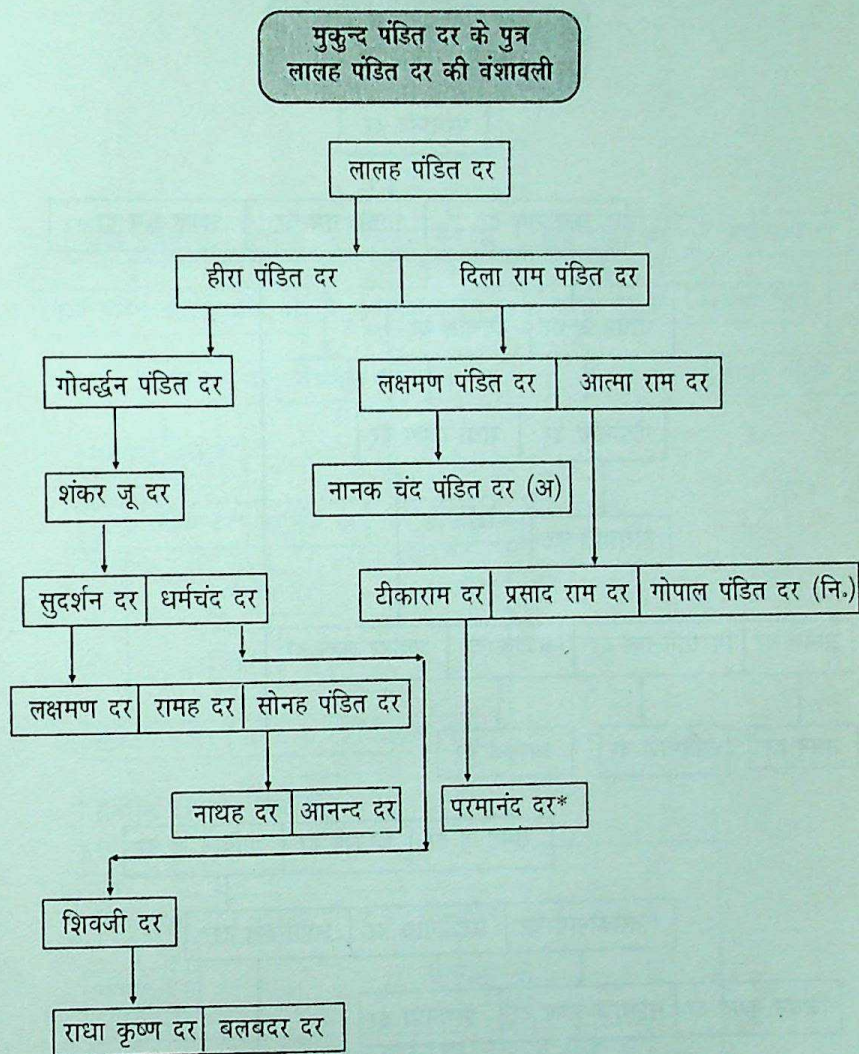 मुकुन्द पंडित दर के पुत्र
लालह पंडित दर की वंशावली
लालह पंडित दर
हीरा पंडित दर दिला राम पंडित दर
गोवर्द्धन पंडित दर लक्षमण पंडित दर आत्मा राम दर
शंकर जू दर नानक चंद पंडित दर (अ)
सुदर्शन दर धर्मचंद दर टीकाराम दर प्रसाद राम दर गोपाल पंडित दर (नि०)
लक्षमण दर रामह दर सोनह पंडित दर
नाथह दर आनन्द दर परमानंद दर*
शिवजी दर
राधा कृष्ण दर बलबदर दर